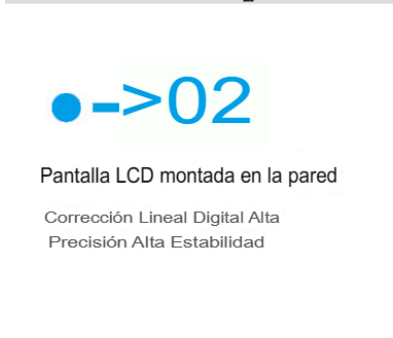 ●->02
Pantalla LCD montada en la pared
Corrección Lineal Digital Alta
Precisión Alta Estabilidad